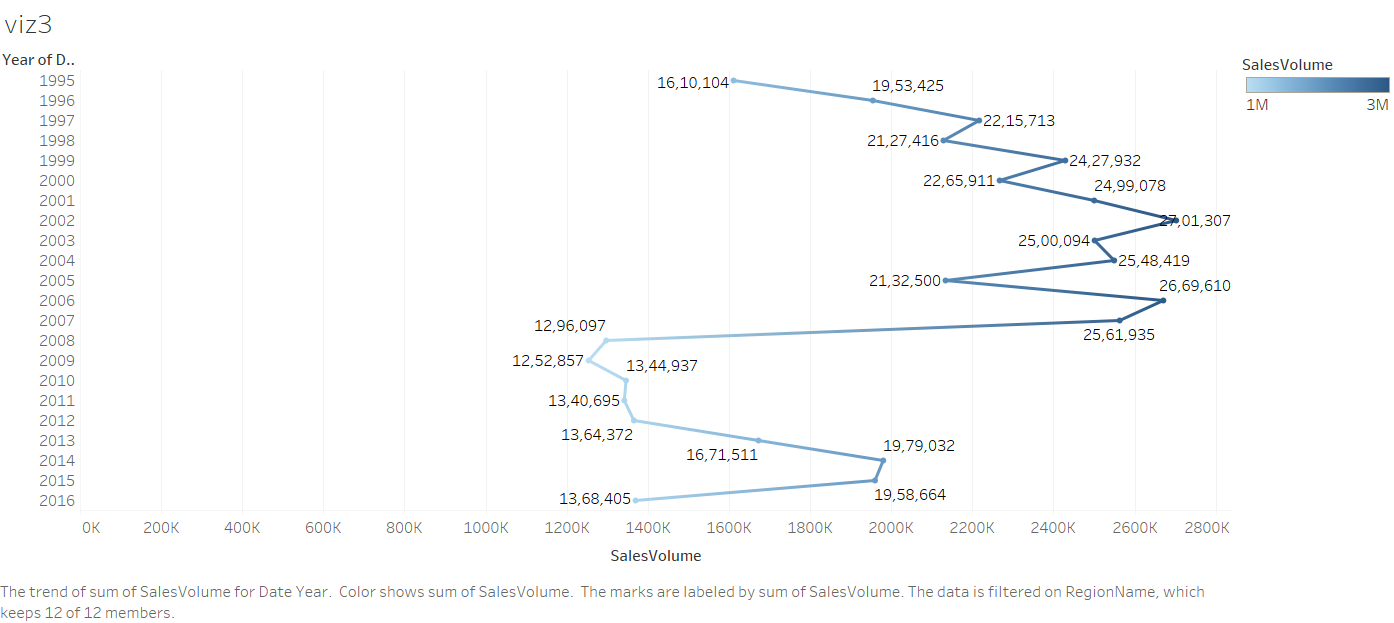 viz3
Year of D..
SalesVolume
1M 3M
1995 16,10,104
1996 19,53,425
1997 22,15,713
1998 21,27,416
1999 24,27,932
2000 22,65,911
2001 24,99,078
2002 27,01,307
2003 25,00,094
2004 25,48,419
2005 21,32,500
2006 26,69,610
2007 25,61,935
2008 12,96,097
2009 12,52,857
2010 13,44,937
2011 13,40,695
2012 13,64,372
2013 16,71,511
2014 19,79,032
2015 19,58,664
2016 13,68,405
0K 200K 400K 600K 800K 1000K 1200K 1400K 1600K 1800K 2000K 2200K 2400K 2600K 2800K
SalesVolume
The trend of sum of SalesVolume for Date Year. Color shows sum of SalesVolume. The marks are labeled by sum of SalesVolume. The data is filtered on RegionName, which
keeps 12 of 12 members.